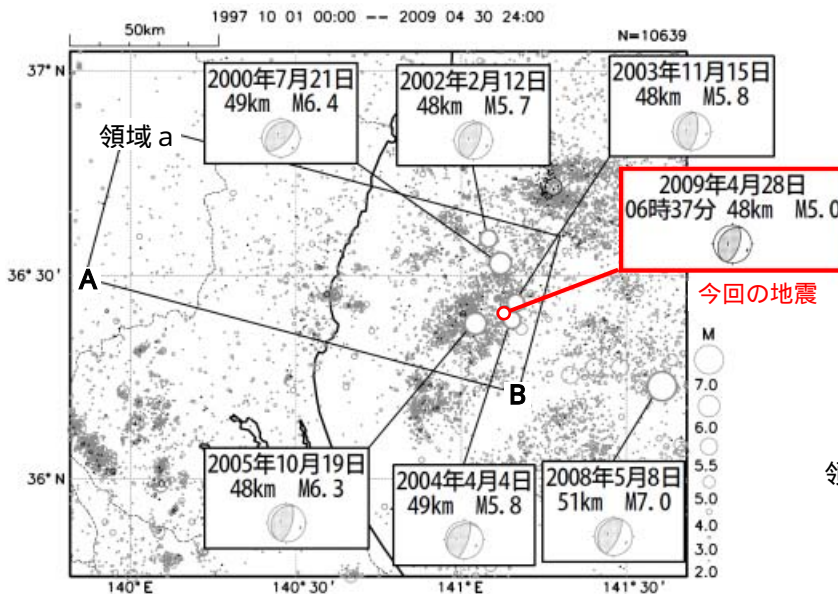 1997 10 01 00:00 -- 2009 04 30 24:00
50km
N=10639
37° N
2000年7月21日
49km M6.4
2002年2月12日
48km M5.7
2003年11月15日
48km M5.8
領域 a
2009年4月28日
06時37分 48km M5.0
36°30'
A
今回の地震
B
M
7.0
6.0
5.5
5.0
4.0
3.0
2.0
36° N
2005年10月19日
48km M6.3
2004年4月4日
49km M5.8
2008年5月8日
51km M7.0
領
140°E
140°30'
141°E
141°30'